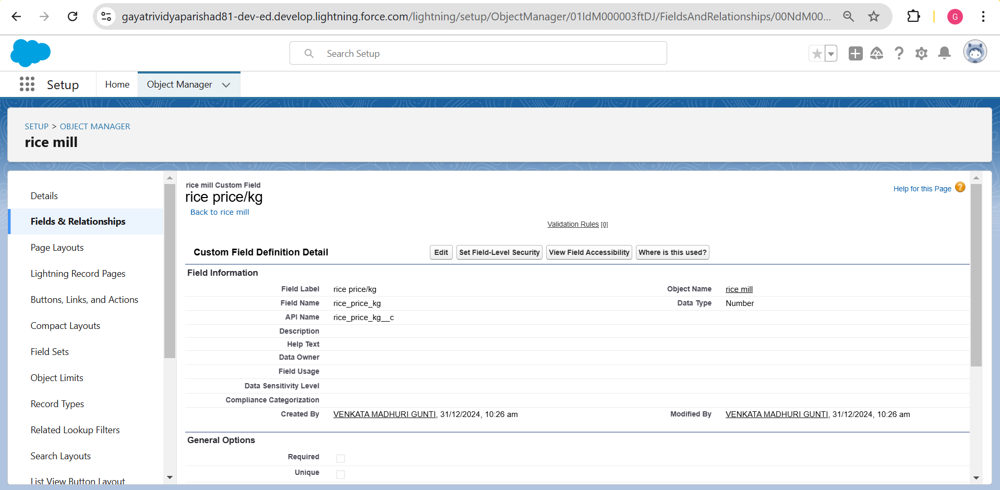 gayatrividyaparishad81-dev-ed.develop.lightning.force.com/lightning/setup/ObjectManager/01IdM000003ftDJ/FieldsAndRelationships/00NdM00...
G
Search Setup
Setup
Home
Object Manager
SETUP > OBJECT MANAGER
rice mill
Details
Fields & Relationships
Page Layouts
Lightning Record Pages
Buttons, Links, and Actions
Compact Layouts
Field Sets
Object Limits
Record Types
Related Lookup Filters
Search Layouts
List View Button Layout
rice mill Custom Field
rice price/kg
Back to rice mill
Help for this Page ?
Validation Rules [0]
Custom Field Definition Detail
Edit
Set Field-Level Security
View Field Accessibility
Where is this used?
Field Information
Field Label rice price/kg Object Name rice mill
Field Name rice_price_kg Data Type Number
API Name rice_price_kg__c
Description
Help Text
Data Owner
Field Usage
Data Sensitivity Level
Compliance Categorization
Created By VENKATA MADHURI GUNTI, 31/12/2024, 10:26 am Modified By VENKATA MADHURI GUNTI, 31/12/2024, 10:26 am
General Options
Required
Unique